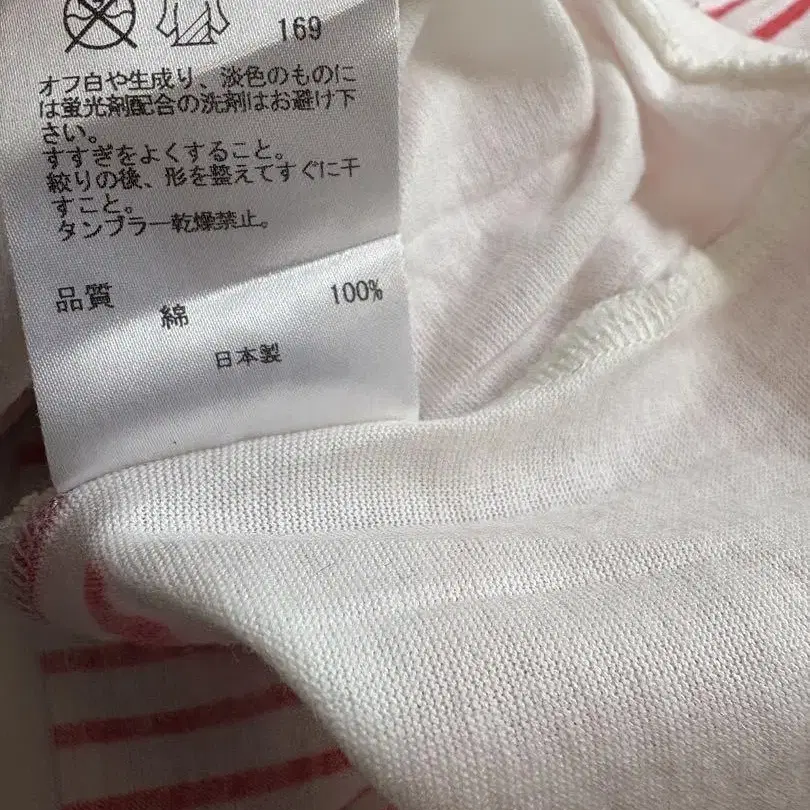 169
オフ白や生成り、淡色のものに
は蛍光剤配合の洗剤はお避け下
さい。
すすぎをよくすること。
絞りの後、形を整えてすぐに干
すこと。
タンブラー乾燥禁止。
品質 綿 100%
日本製